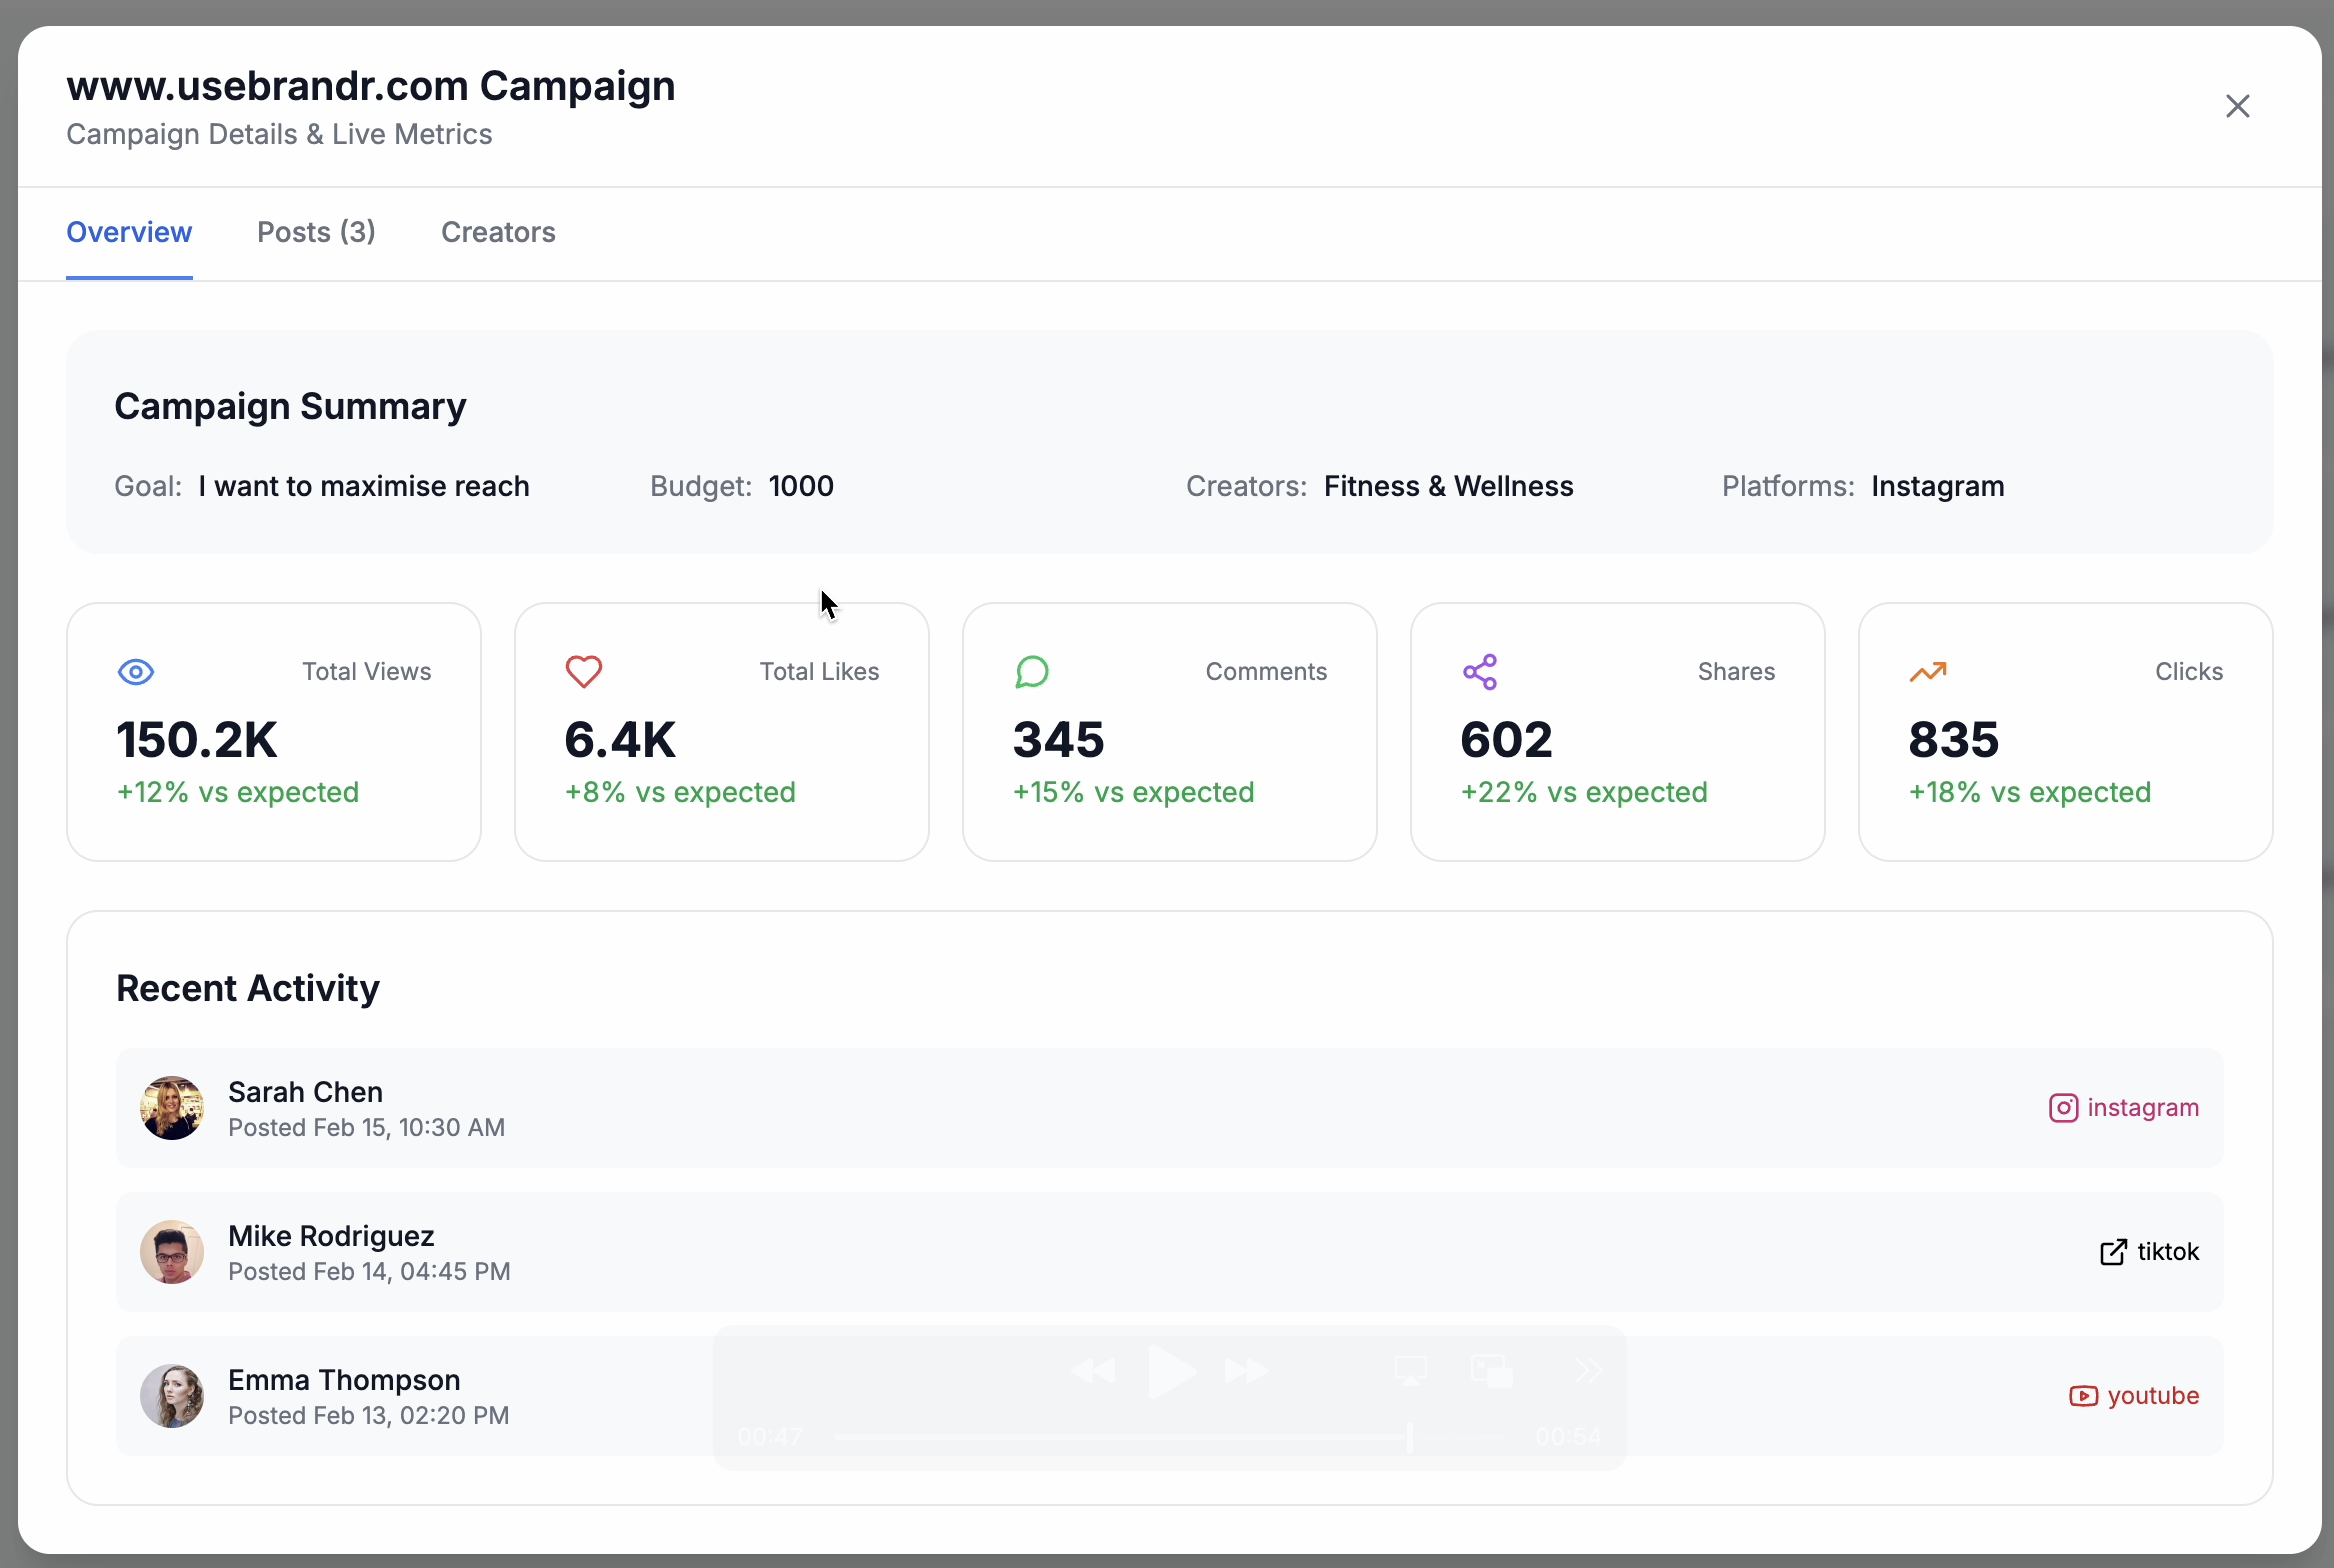 www.usebrandr.com Campaign
Campaign Details & Live Metrics
Overview Posts (3) Creators
Campaign Summary
Goal: I want to maximise reach Budget: 1000 Creators: Fitness & Wellness Platforms: Instagram
Total Views Total Likes Comments Shares Clicks
150.2K 6.4K 345 602 835
+12% vs expected +8% vs expected +15% vs expected +22% vs expected +18% vs expected
Recent Activity
Sarah Chen
Posted Feb 15, 10:30 AM
instagram
Mike Rodriguez
Posted Feb 14, 04:45 PM
tiktok
Emma Thompson
Posted Feb 13, 02:20 PM
youtube
00:47 00:54